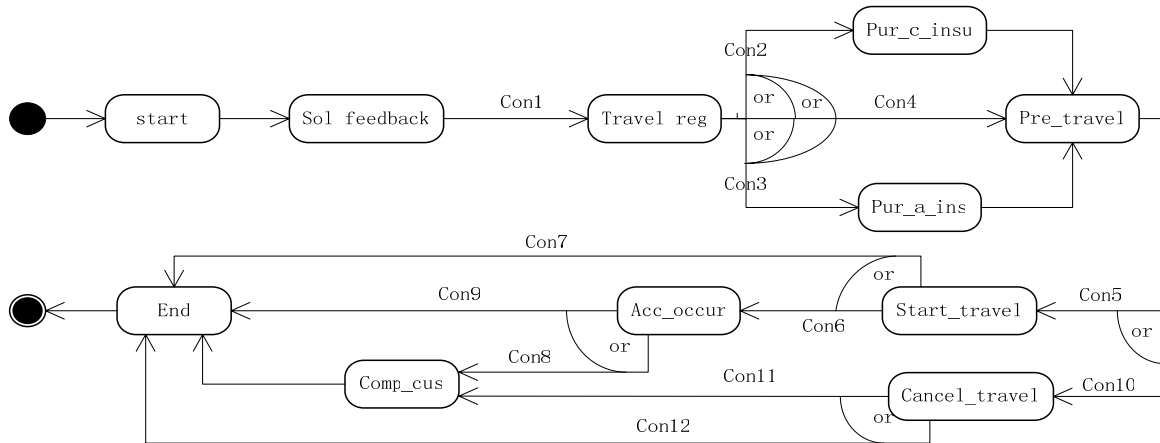 Pur_c_insu
Con2
Con1
or
or
Con4
start
Sol feedback
Travel reg
Pre_travel
or
Con3
Pur_a_ins
Con7
or
Con9
Con5
End
Acc_occur
Start_travel
Con6
or
or
Con8
Comp_cus
Con11
Con10
Cancel_travel
or
Con12